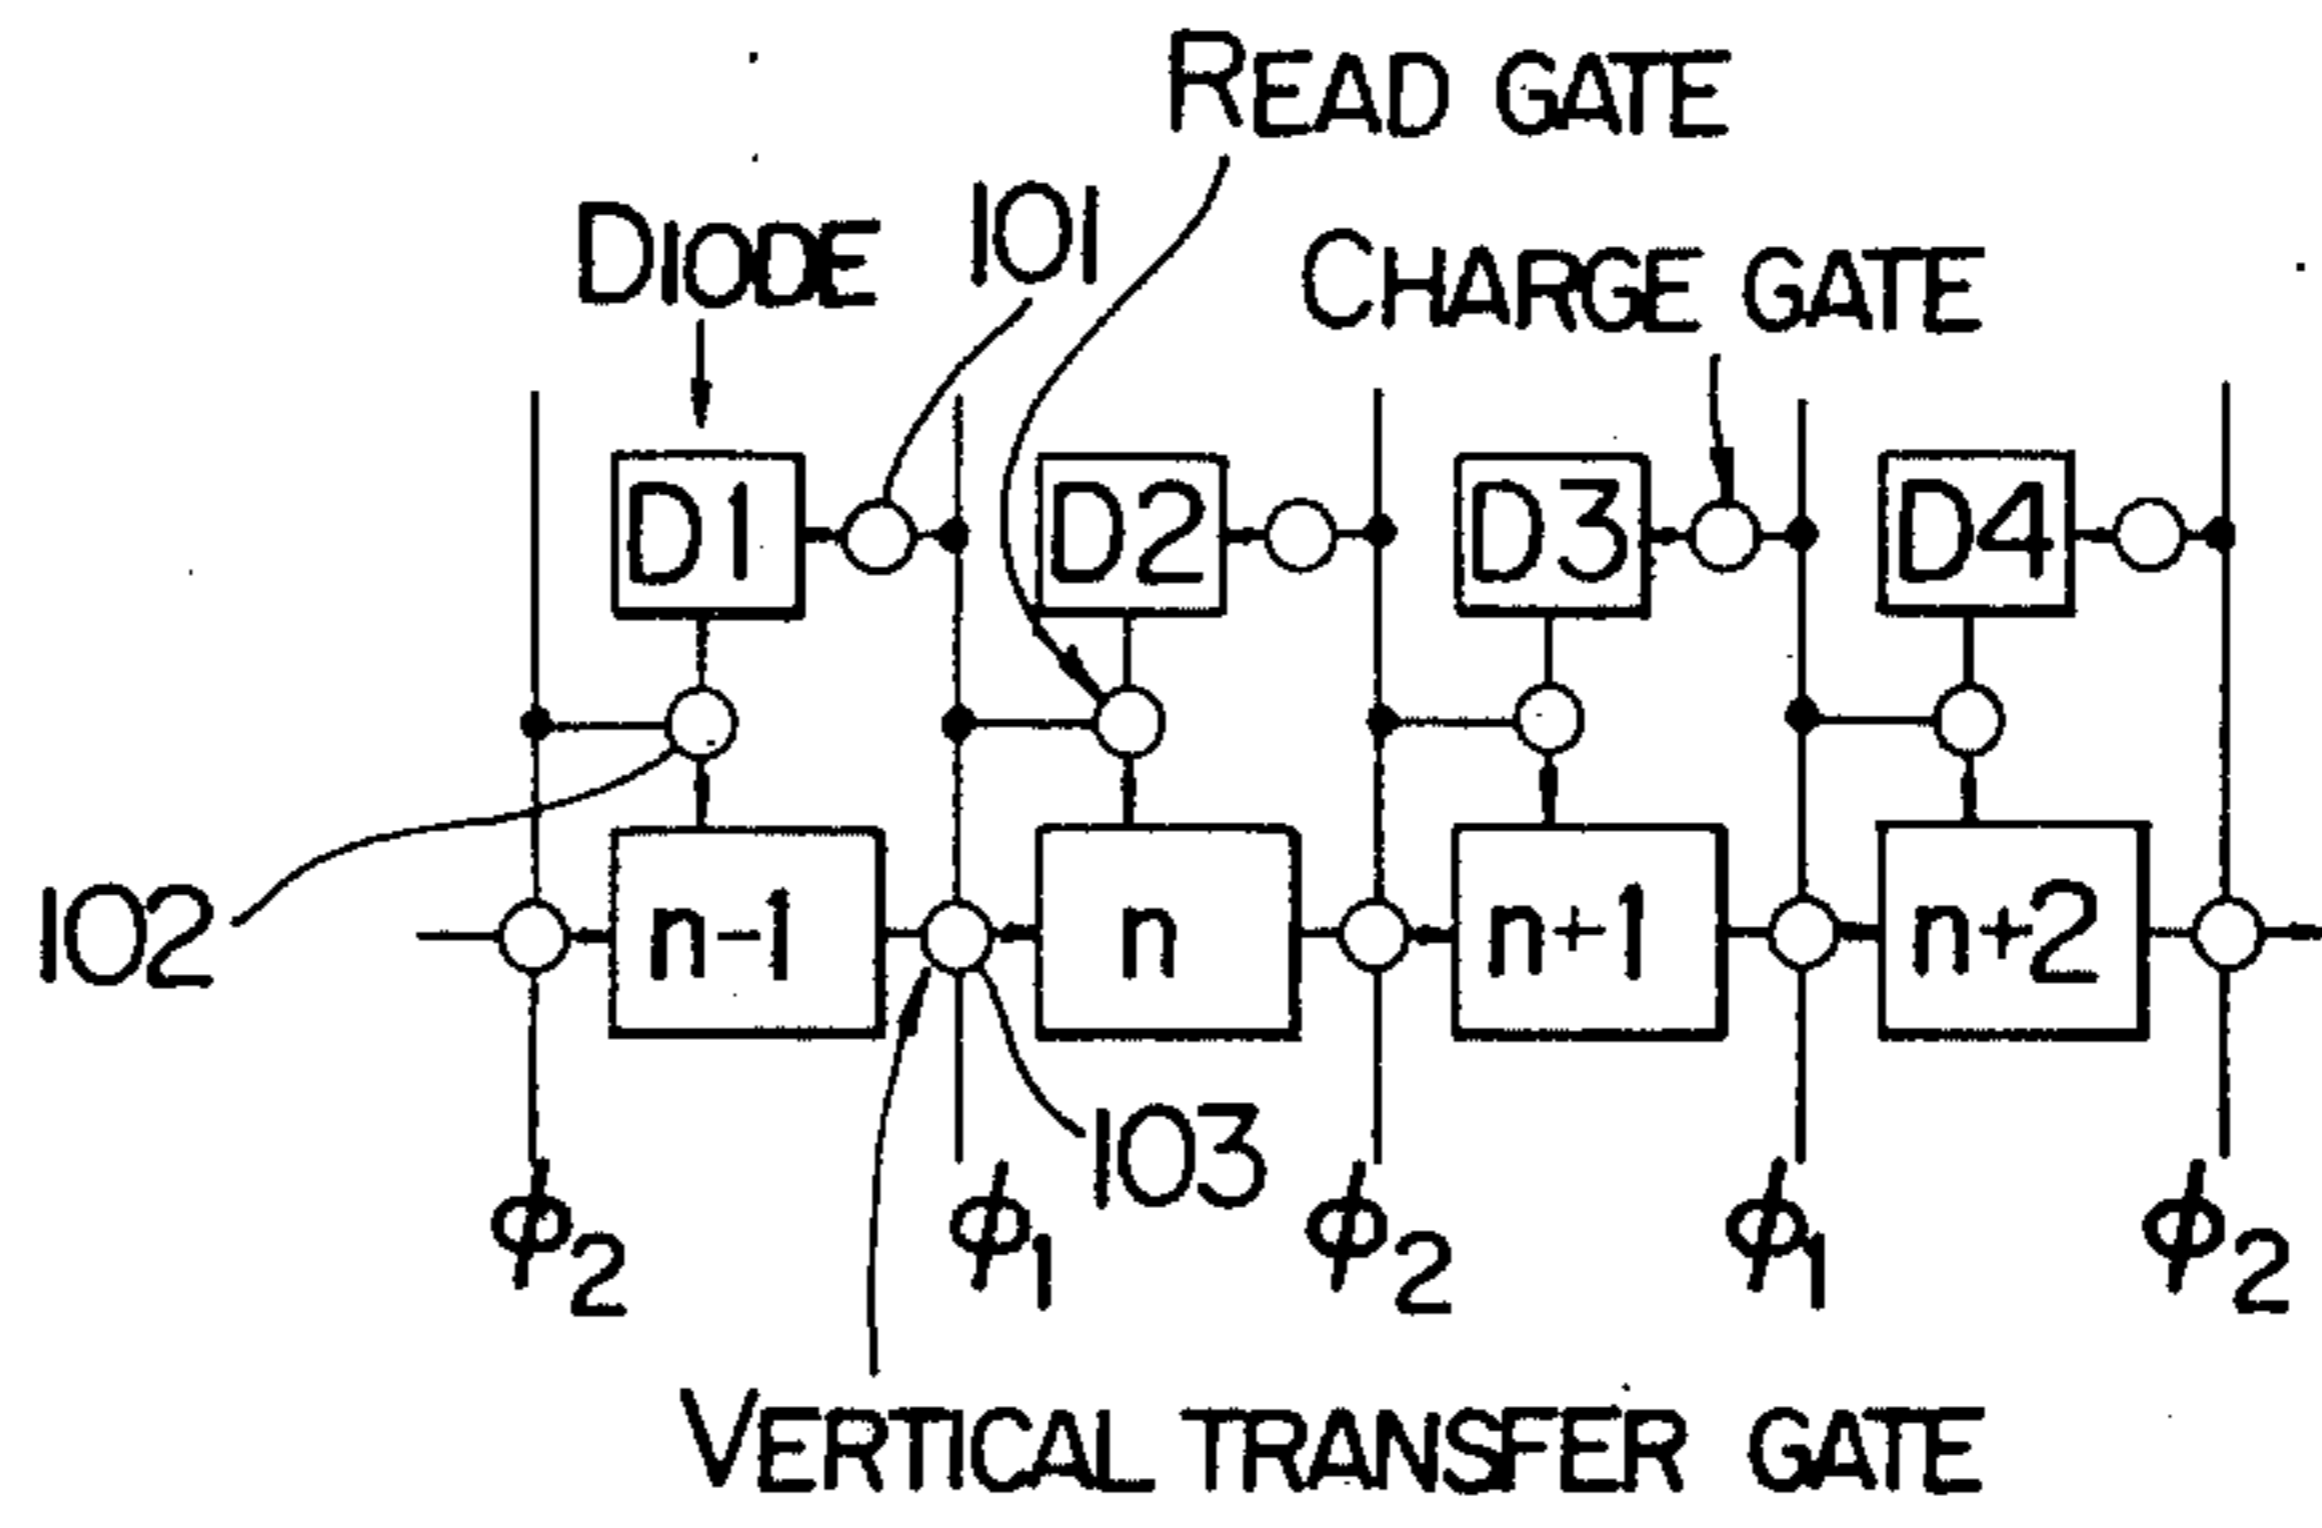 READ GATE
DIODE
101
CHARGE GATE
D1 D2 D3 D4
102
n-1 n n+1 n+2
103
ϕ2 ϕ1 ϕ2 ϕ1 ϕ2
VERTICAL TRANSFER GATE